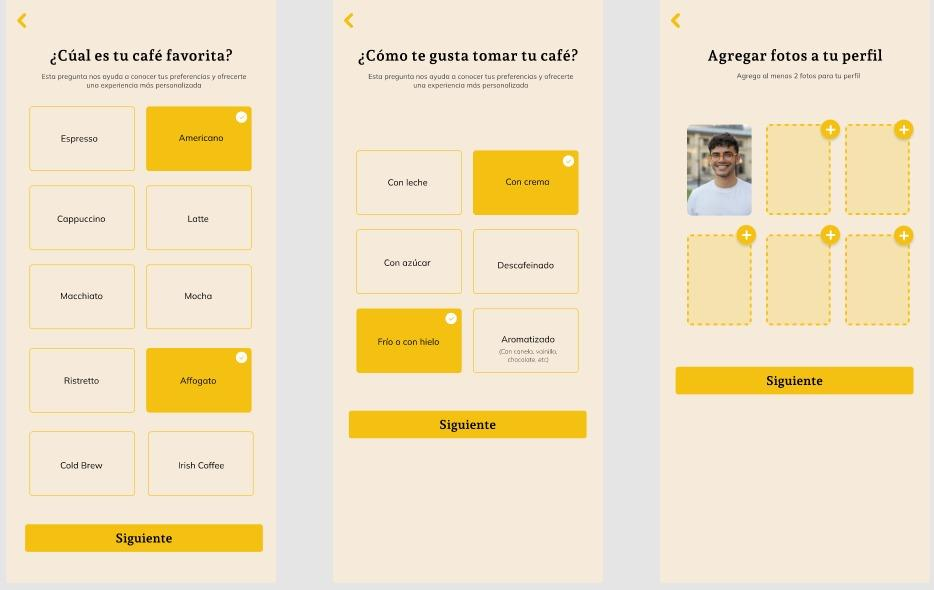 ¿Cúal es tu café favorita?
Esta pregunta nos ayuda a conocer tus preferencias y ofrecerte
una experiencia más personalizada
Espresso
Americano
Cappuccino
Latte
Macchiato
Mocha
Ristretto
Affogato
Cold Brew
Irish Coffee
Siguiente
¿Cómo te gusta tomar tu café?
Esta pregunta nos ayuda a conocer tus preferencias y ofrecerte
una experiencia más personalizada
Con leche
Con crema
Con azúcar
Descafeinado
Frío o con hielo
Aromatizado
(Con canela, vainilla,
chocolate, etc)
Siguiente
Agregar fotos a tu perfil
Agrega al menos 2 fotos para tu perfil
Siguiente